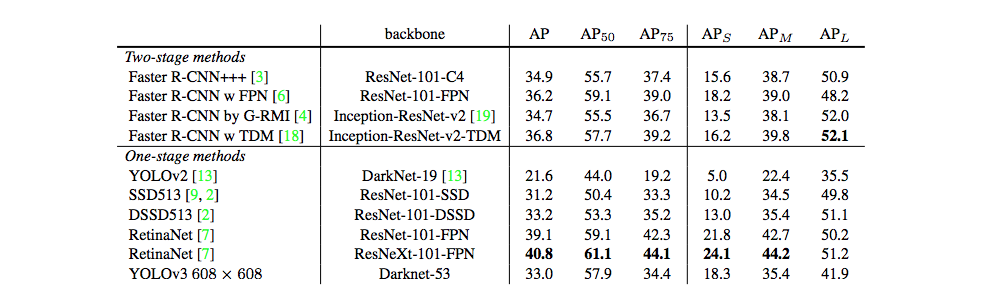 backbone AP AP50 AP75 APS APM APL
Two-stage methods
Faster R-CNN+++ [3] ResNet-101-C4 34.9 55.7 37.4 15.6 38.7 50.9
Faster R-CNN w FPN [6] ResNet-101-FPN 36.2 59.1 39.0 18.2 39.0 48.2
Faster R-CNN by G-RMI [4] Inception-ResNet-v2 [19] 34.7 55.5 36.7 13.5 38.1 52.0
Faster R-CNN w TDM [18] Inception-ResNet-v2-TDM 36.8 57.7 39.2 16.2 39.8 52.1
One-stage methods
YOLOv2 [13] DarkNet-19 [13] 21.6 44.0 19.2 5.0 22.4 35.5
SSD513 [9, 2] ResNet-101-SSD 31.2 50.4 33.3 10.2 34.5 49.8
DSSD513 [2] ResNet-101-DSSD 33.2 53.3 35.2 13.0 35.4 51.1
RetinaNet [7] ResNet-101-FPN 39.1 59.1 42.3 21.8 42.7 50.2
RetinaNet [7] ResNeXt-101-FPN 40.8 61.1 44.1 24.1 44.2 51.2
YOLOv3 608 × 608 Darknet-53 33.0 57.9 34.4 18.3 35.4 41.9